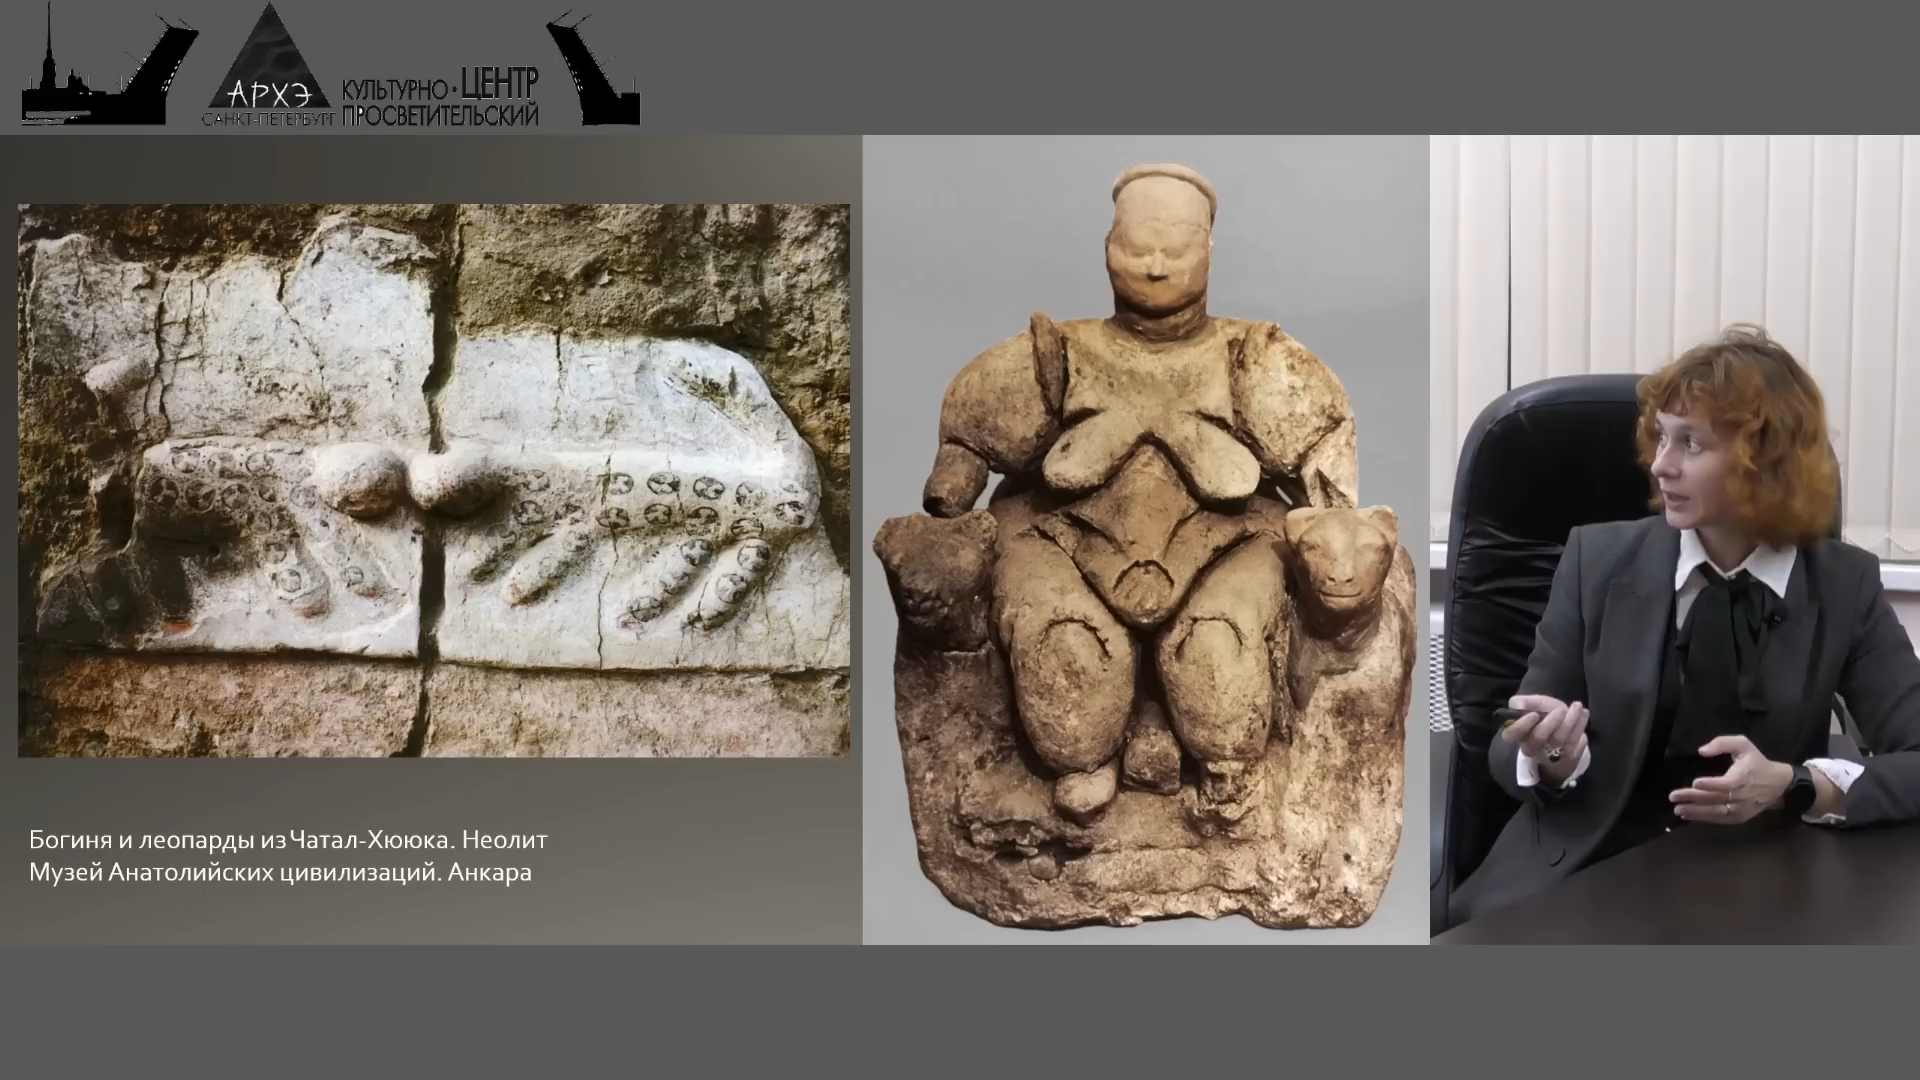 АРХЭ
САНКТ-ПЕТЕРБУРГ
КУЛЬТУРНО · ЦЕНТР
ПРОСВЕТИТЕЛЬСКИЙ
Богиня и леопарды из Чатал-Хююка. Неолит
Музей Анатолийских цивилизаций. Анкара